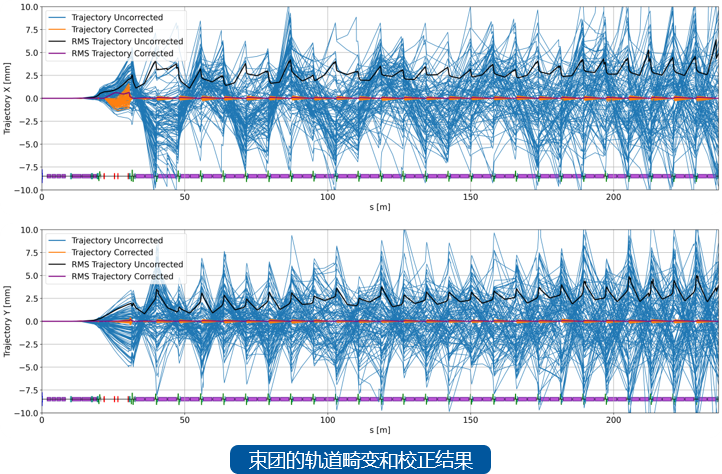 10.0
7.5
5.0
2.5
0.0
−2.5
−5.0
−7.5
−10.0
Trajectory X [mm]
Trajectory Uncorrected
Trajectory Corrected
RMS Trajectory Uncorrected
RMS Trajectory Corrected
0 50 100 150 200
s [m]
10.0
7.5
5.0
2.5
0.0
−2.5
−5.0
−7.5
−10.0
Trajectory Y [mm]
Trajectory Uncorrected
Trajectory Corrected
RMS Trajectory Uncorrected
RMS Trajectory Corrected
0 50 100 150 200
s [m]
束团的轨道畸变和校正结果